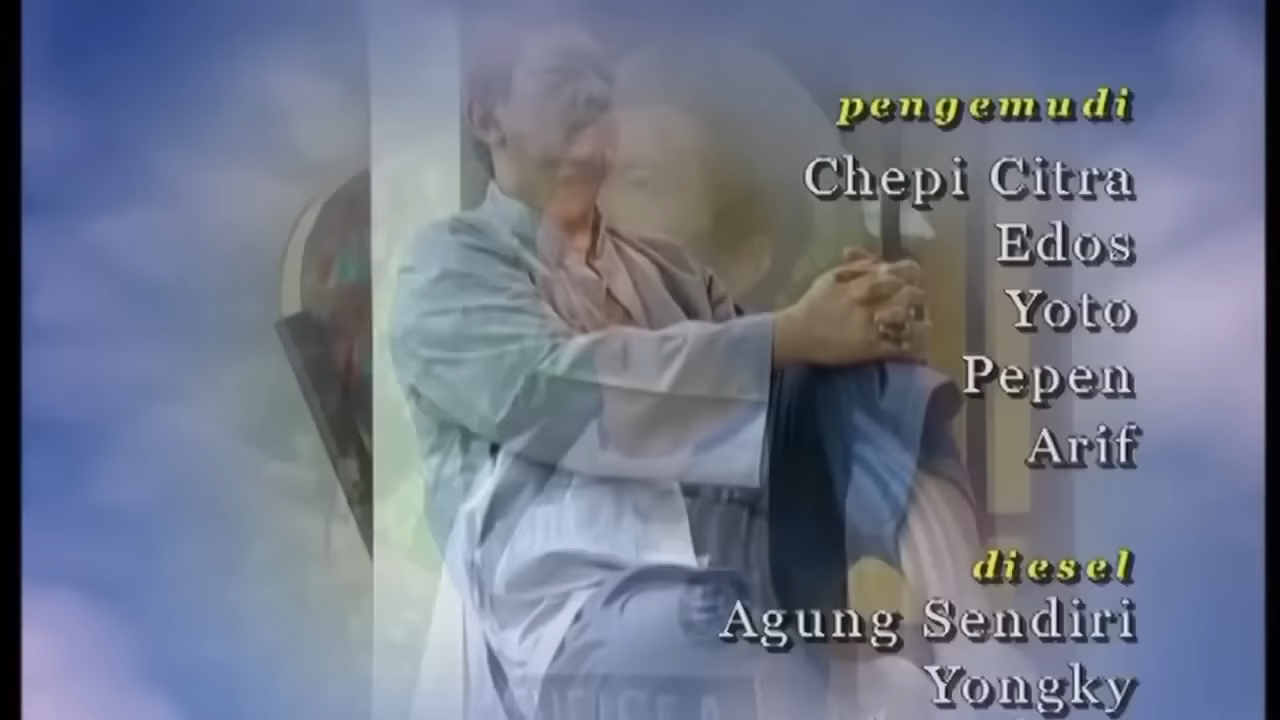 pengemudi
Chepi Citra
Edos
Yoto
Pepen
Arif
diesel
Agung Sendiri
Yongky